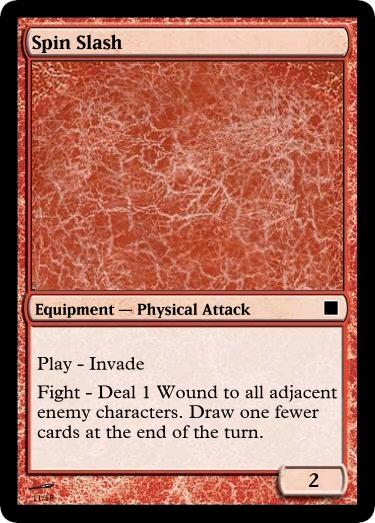 Spin Slash
Equipment — Physical Attack
Play - Invade
Fight - Deal 1 Wound to all adjacent
enemy characters. Draw one fewer
cards at the end of the turn.
2